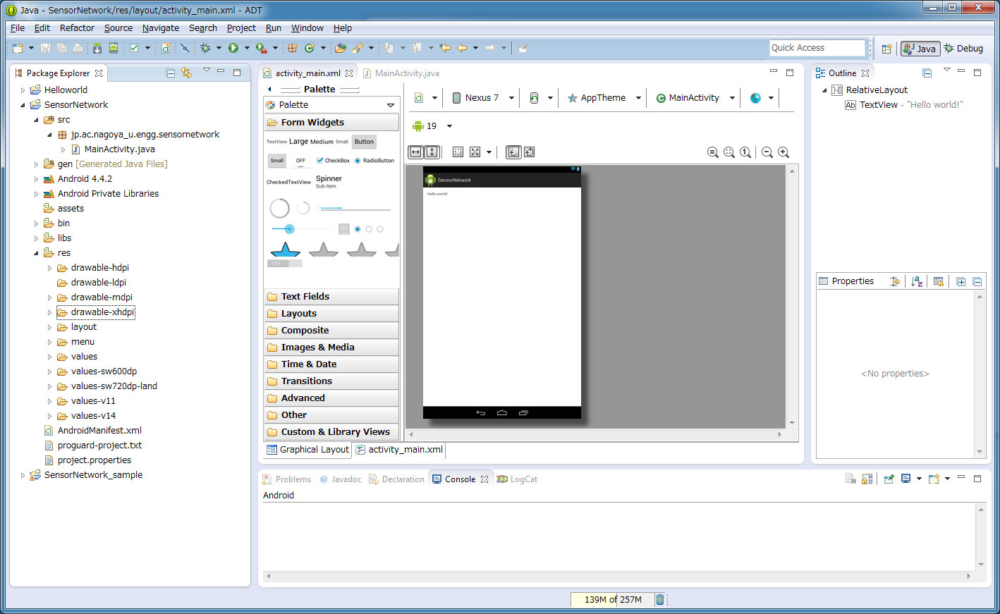 Java - SensorNetwork/res/layout/activity_main.xml - ADT
File Edit Refactor Source Navigate Search Project Run Window Help
Quick Access
Java
Debug
Package Explorer
Helloworld
SensorNetwork
src
jp.ac.nagoya_u.engg.sensornetwork
MainActivity.java
gen [Generated Java Files]
Android 4.4.2
Android Private Libraries
assets
bin
libs
res
drawable-hdpi
drawable-ldpi
drawable-mdpi
drawable-xhdpi
layout
menu
values
values-sw600dp
values-sw720dp-land
values-v11
values-v14
AndroidManifest.xml
proguard-project.txt
project.properties
SensorNetwork_sample
activity_main.xml
MainActivity.java
Palette
Palette
Form Widgets
TextView Large Medium Small Button
Small OFF CheckBox RadioButton
CheckedTextView Spinner
Sub Item
OFF
Text Fields
Layouts
Composite
Images & Media
Time & Date
Transitions
Advanced
Other
Custom & Library Views
Nexus 7
AppTheme
MainActivity
19
SensorNetwork
Hello world!
Graphical Layout
activity_main.xml
Outline
RelativeLayout
Ab TextView - "Hello world!"
Properties
<No properties>
Problems
@ Javadoc
Declaration
Console
LogCat
Android
139M of 257M